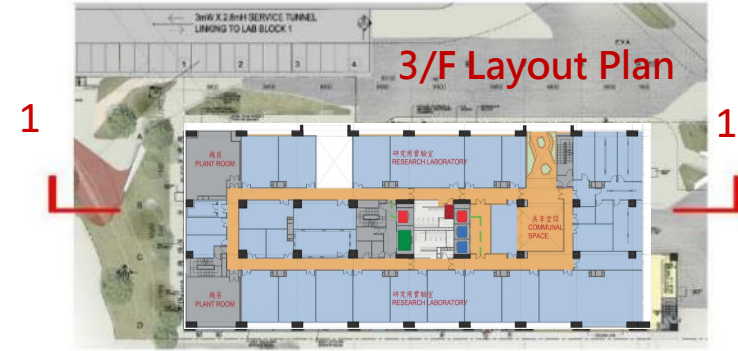 3mW X 2.8mH SERVICE TUNNEL
LINKING TO LAB BLOCK 1
EVA
1 2 3 4
3/F Layout Plan
1
1
A
機房
PLANT ROOM
研究用實驗室
RESEARCH LABORATORY
B
共享空間
COMMUNAL
SPACE
C
機房
PLANT ROOM
研究用實驗室
RESEARCH LABORATORY
D